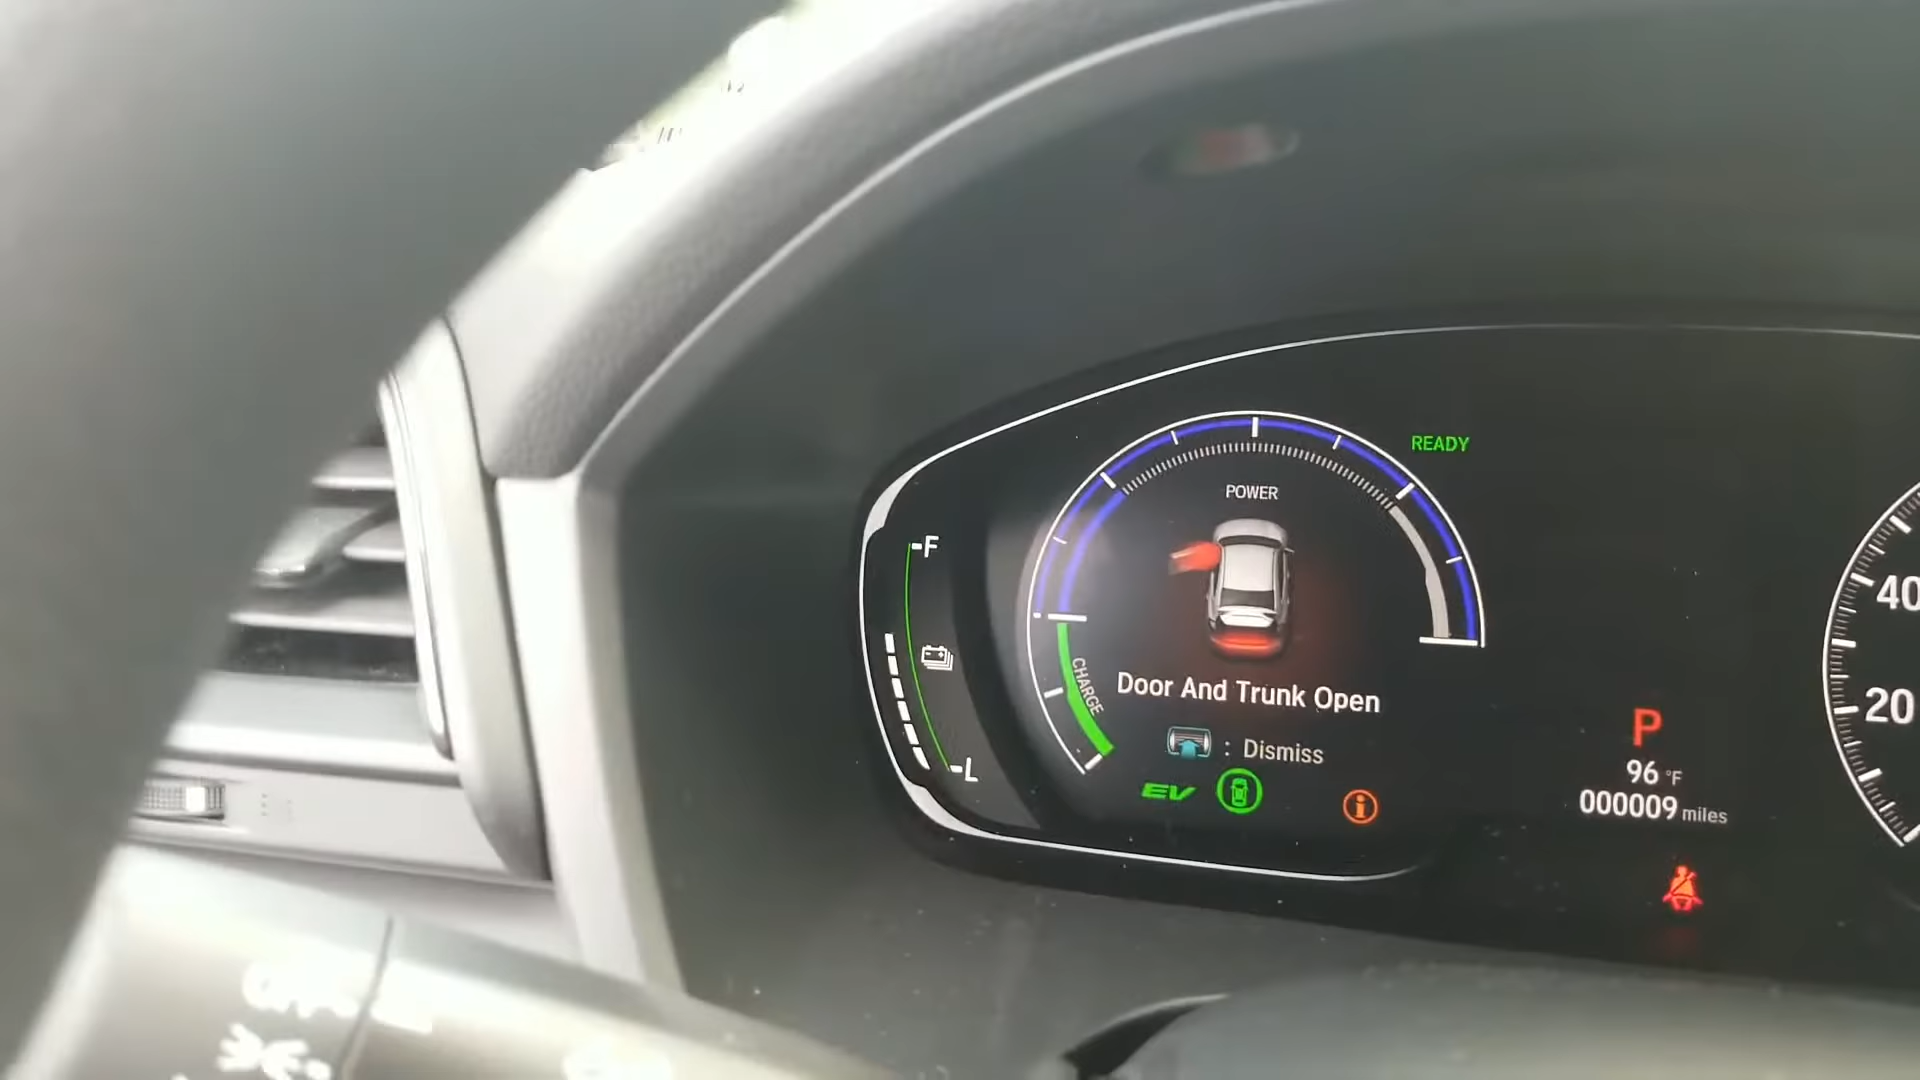 READY
POWER
F
CHARGE
Door And Trunk Open
: Dismiss
L
EV
P
96 °F
000009 miles
40
20